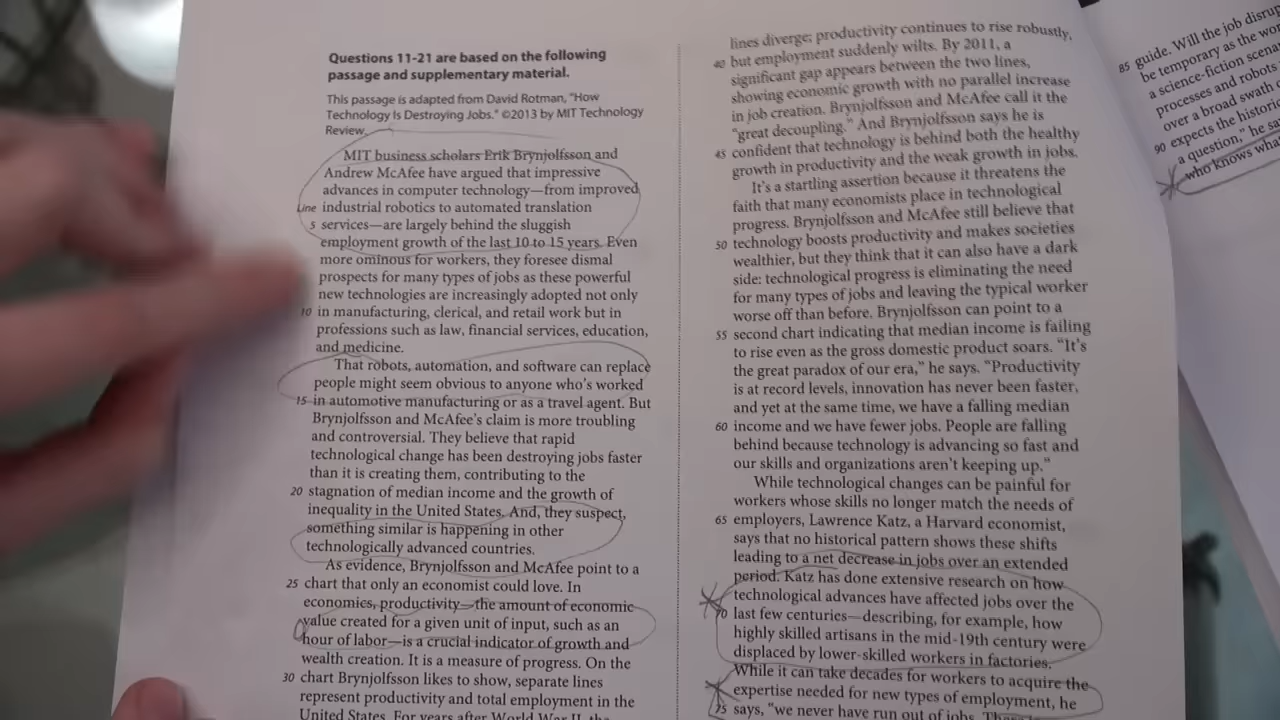 Questions 11-21 are based on the following
passage and supplementary material.
This passage is adapted from David Rotman, "How
Technology Is Destroying Jobs." ©2013 by MIT Technology
Review.
MIT business scholars Erik Brynjolfsson and
Andrew McAfee have argued that impressive
advances in computer technology—from improved
Line industrial robotics to automated translation
5 services—are largely behind the sluggish
employment growth of the last 10 to 15 years. Even
more ominous for workers, they foresee dismal
prospects for many types of jobs as these powerful
new technologies are increasingly adopted not only
10 in manufacturing, clerical, and retail work but in
professions such as law, financial services, education,
and medicine.
That robots, automation, and software can replace
people might seem obvious to anyone who's worked
15 in automotive manufacturing or as a travel agent. But
Brynjolfsson and McAfee's claim is more troubling
and controversial. They believe that rapid
technological change has been destroying jobs faster
than it is creating them, contributing to the
20 stagnation of median income and the growth of
inequality in the United States. And, they suspect,
something similar is happening in other
technologically advanced countries.
As evidence, Brynjolfsson and McAfee point to a
25 chart that only an economist could love. In
economics, productivity—the amount of economic
value created for a given unit of input, such as an
hour of labor—is a crucial indicator of growth and
wealth creation. It is a measure of progress. On the
30 chart Brynjolfsson likes to show, separate lines
represent productivity and total employment in the
United States. For years after World War II, the
lines diverge; productivity continues to rise robustly,
40 but employment suddenly wilts. By 2011, a
significant gap appears between the two lines,
showing economic growth with no parallel increase
in job creation. Brynjolfsson and McAfee call it the
"great decoupling." And Brynjolfsson says he is
45 confident that technology is behind both the healthy
growth in productivity and the weak growth in jobs.
It's a startling assertion because it threatens the
faith that many economists place in technological
progress. Brynjolfsson and McAfee still believe that
50 technology boosts productivity and makes societies
wealthier, but they think that it can also have a dark
side: technological progress is eliminating the need
for many types of jobs and leaving the typical worker
worse off than before. Brynjolfsson can point to a
55 second chart indicating that median income is failing
to rise even as the gross domestic product soars. "It's
the great paradox of our era," he says. "Productivity
is at record levels, innovation has never been faster,
and yet at the same time, we have a falling median
60 income and we have fewer jobs. People are falling
behind because technology is advancing so fast and
our skills and organizations aren't keeping up."
While technological changes can be painful for
workers whose skills no longer match the needs of
65 employers, Lawrence Katz, a Harvard economist,
says that no historical pattern shows these shifts
leading to a net decrease in jobs over an extended
period. Katz has done extensive research on how
technological advances have affected jobs over the
70 last few centuries—describing, for example, how
highly skilled artisans in the mid-19th century were
displaced by lower-skilled workers in factories.
While it can take decades for workers to acquire the
expertise needed for new types of employment, he
75 says, "we never have run out of jobs.
85 guide. Will the job
be temporary as the
a science-fiction
processes and robots
over a broad swath
90 expects the
a question," he
who knows